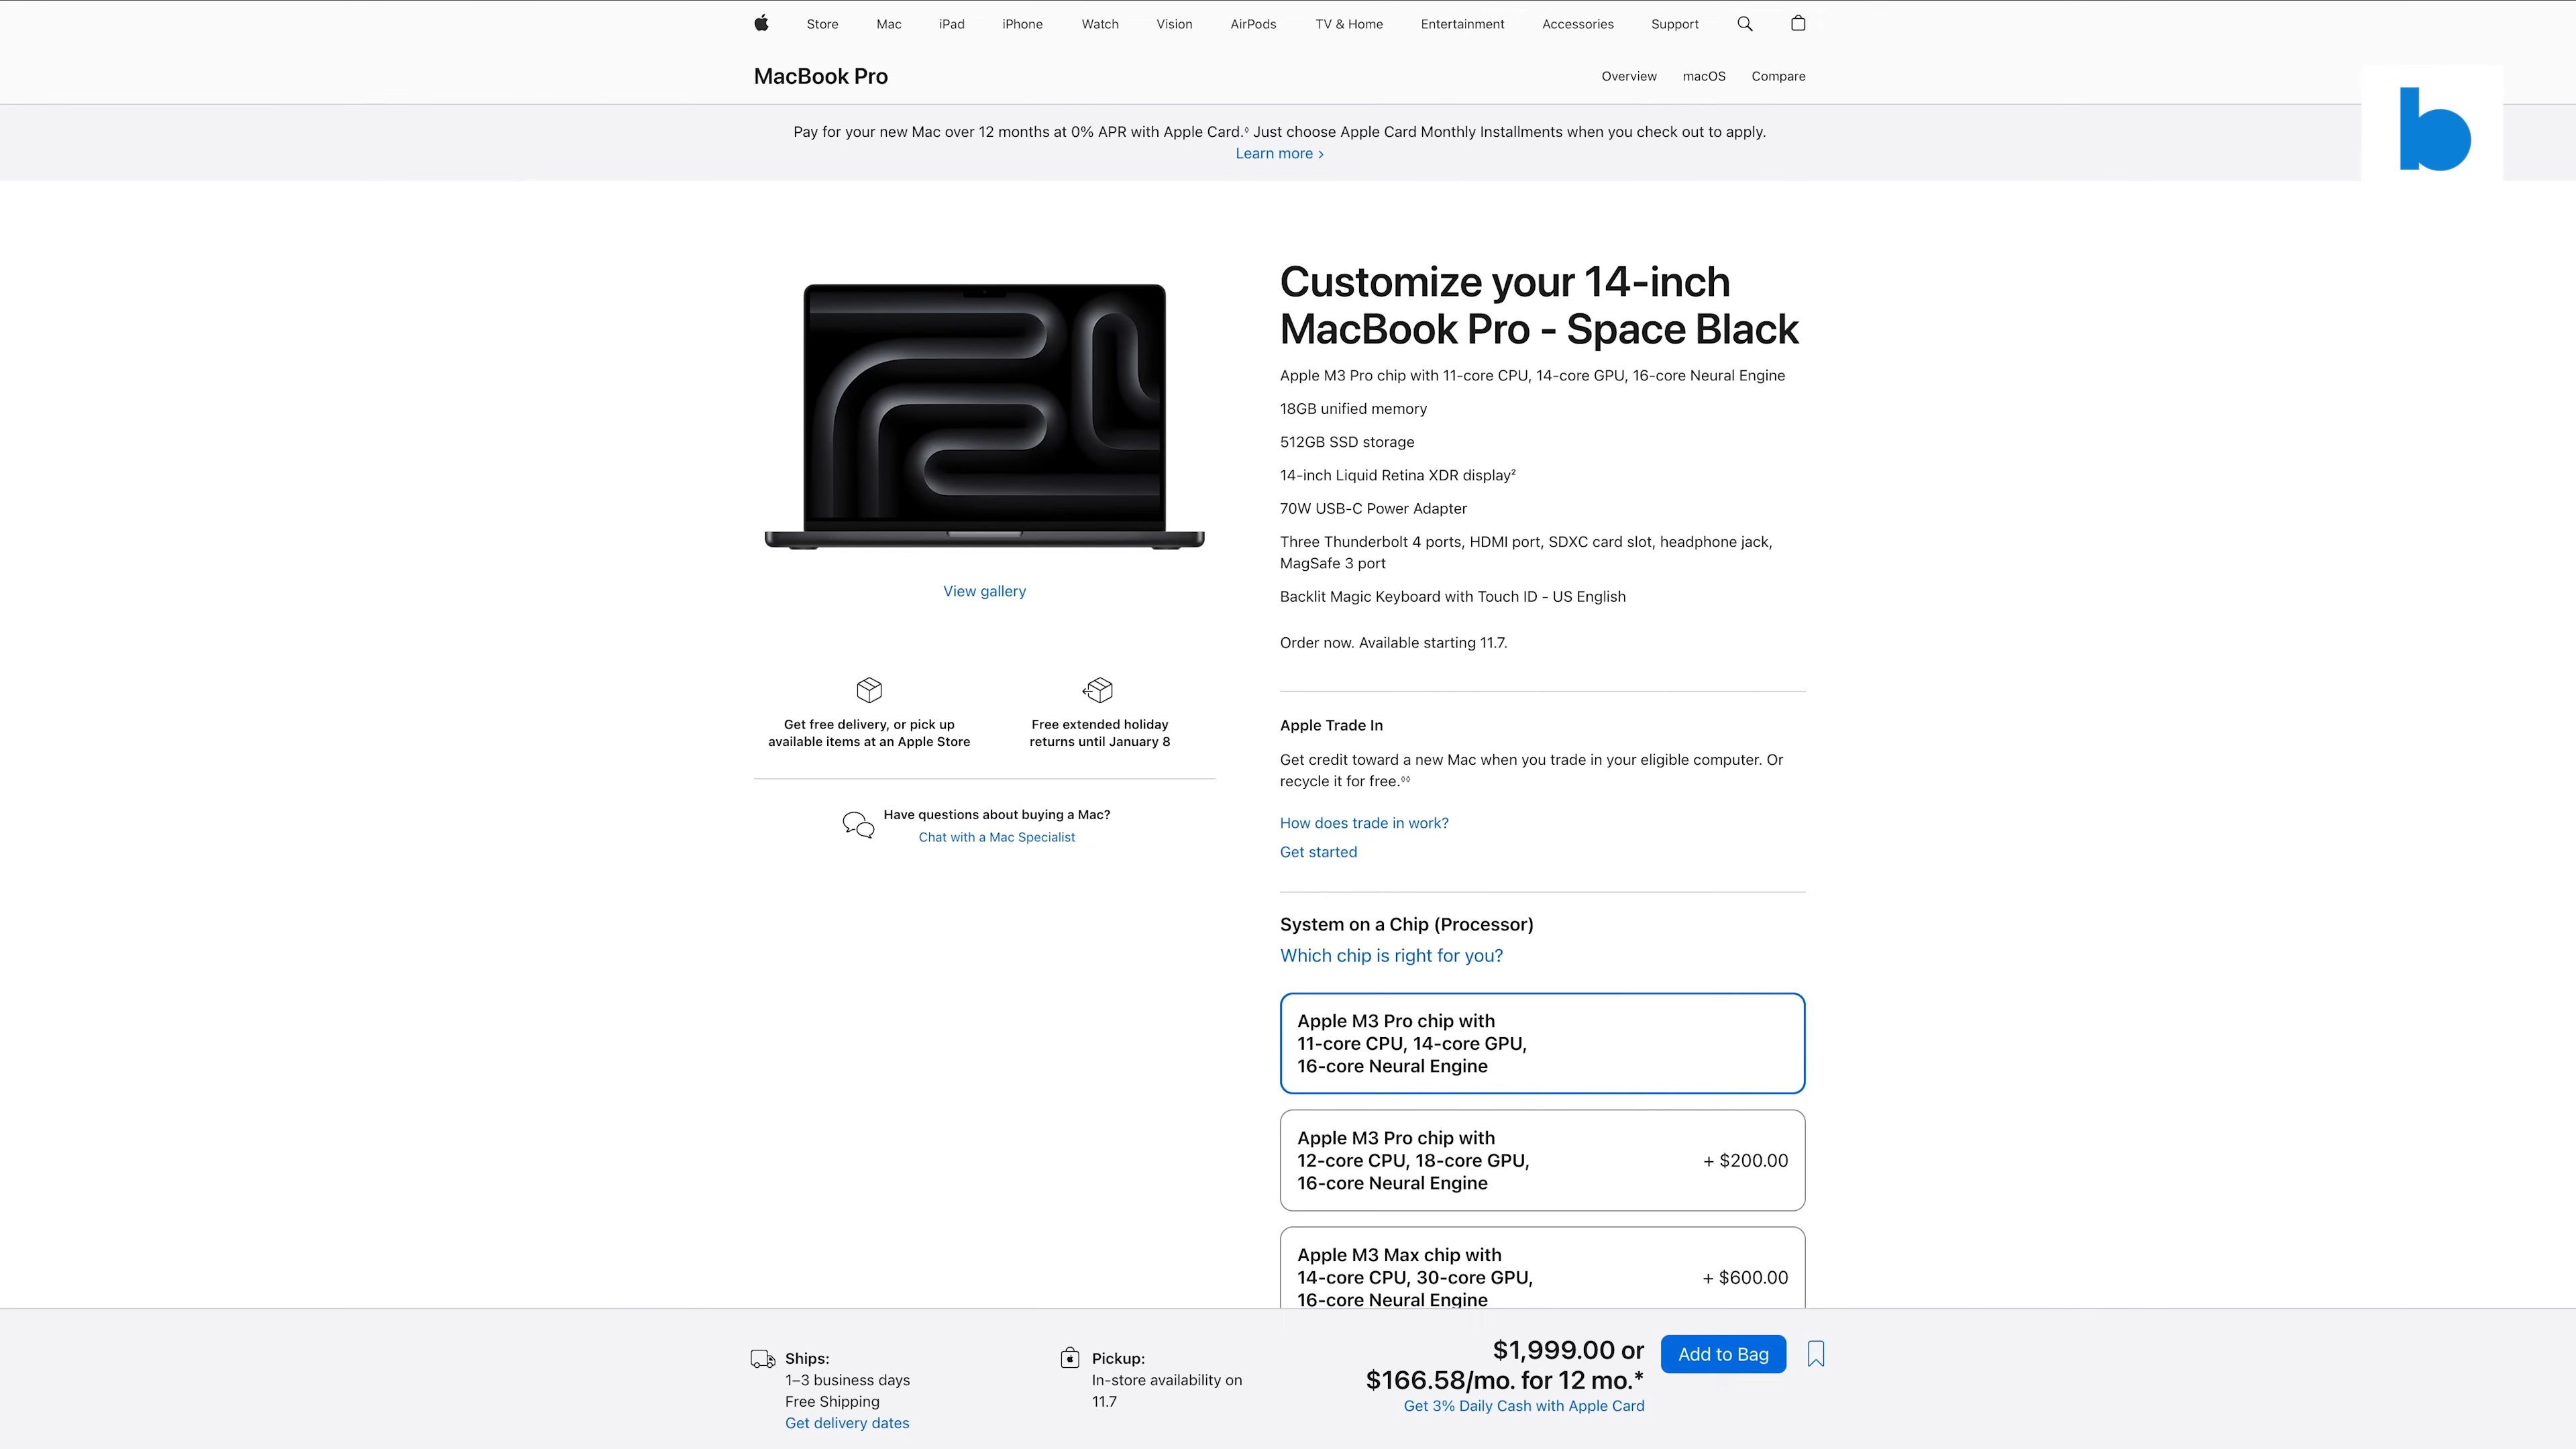 Store Mac iPad iPhone Watch Vision AirPods TV & Home Entertainment Accessories Support
MacBook Pro
Overview macOS Compare
Pay for your new Mac over 12 months at 0% APR with Apple Card.◊ Just choose Apple Card Monthly Installments when you check out to apply.
Learn more >
b
Customize your 14-inch
MacBook Pro - Space Black
Apple M3 Pro chip with 11-core CPU, 14-core GPU, 16-core Neural Engine
18GB unified memory
512GB SSD storage
14-inch Liquid Retina XDR display²
70W USB-C Power Adapter
Three Thunderbolt 4 ports, HDMI port, SDXC card slot, headphone jack,
MagSafe 3 port
Backlit Magic Keyboard with Touch ID - US English
Order now. Available starting 11.7.
View gallery
Get free delivery, or pick up
available items at an Apple Store
Free extended holiday
returns until January 8
Have questions about buying a Mac?
Chat with a Mac Specialist
Apple Trade In
Get credit toward a new Mac when you trade in your eligible computer. Or
recycle it for free.◊◊
How does trade in work?
Get started
System on a Chip (Processor)
Which chip is right for you?
Apple M3 Pro chip with
11-core CPU, 14-core GPU,
16-core Neural Engine
Apple M3 Pro chip with
12-core CPU, 18-core GPU,
16-core Neural Engine
+ $200.00
Apple M3 Max chip with
14-core CPU, 30-core GPU,
16-core Neural Engine
+ $600.00
Ships:
1–3 business days
Free Shipping
Get delivery dates
Pickup:
In-store availability on
11.7
$1,999.00 or
$166.58/mo. for 12 mo.*
Get 3% Daily Cash with Apple Card
Add to Bag